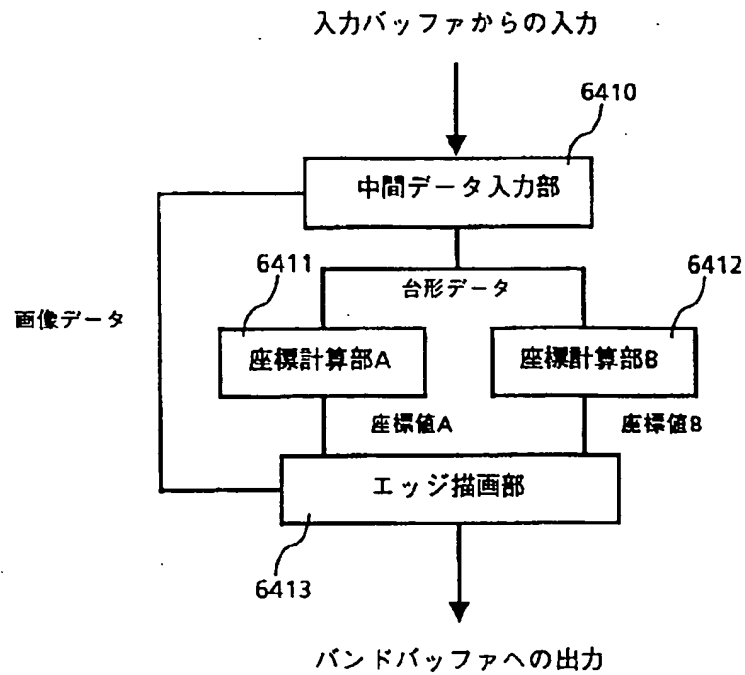 入力バッファからの入力
6410
中間データ入力部
6411
6412
台形データ
画像データ
座標計算部A
座標計算部B
座標値A
座標値B
エッジ描画部
6413
バンドバッファへの出力